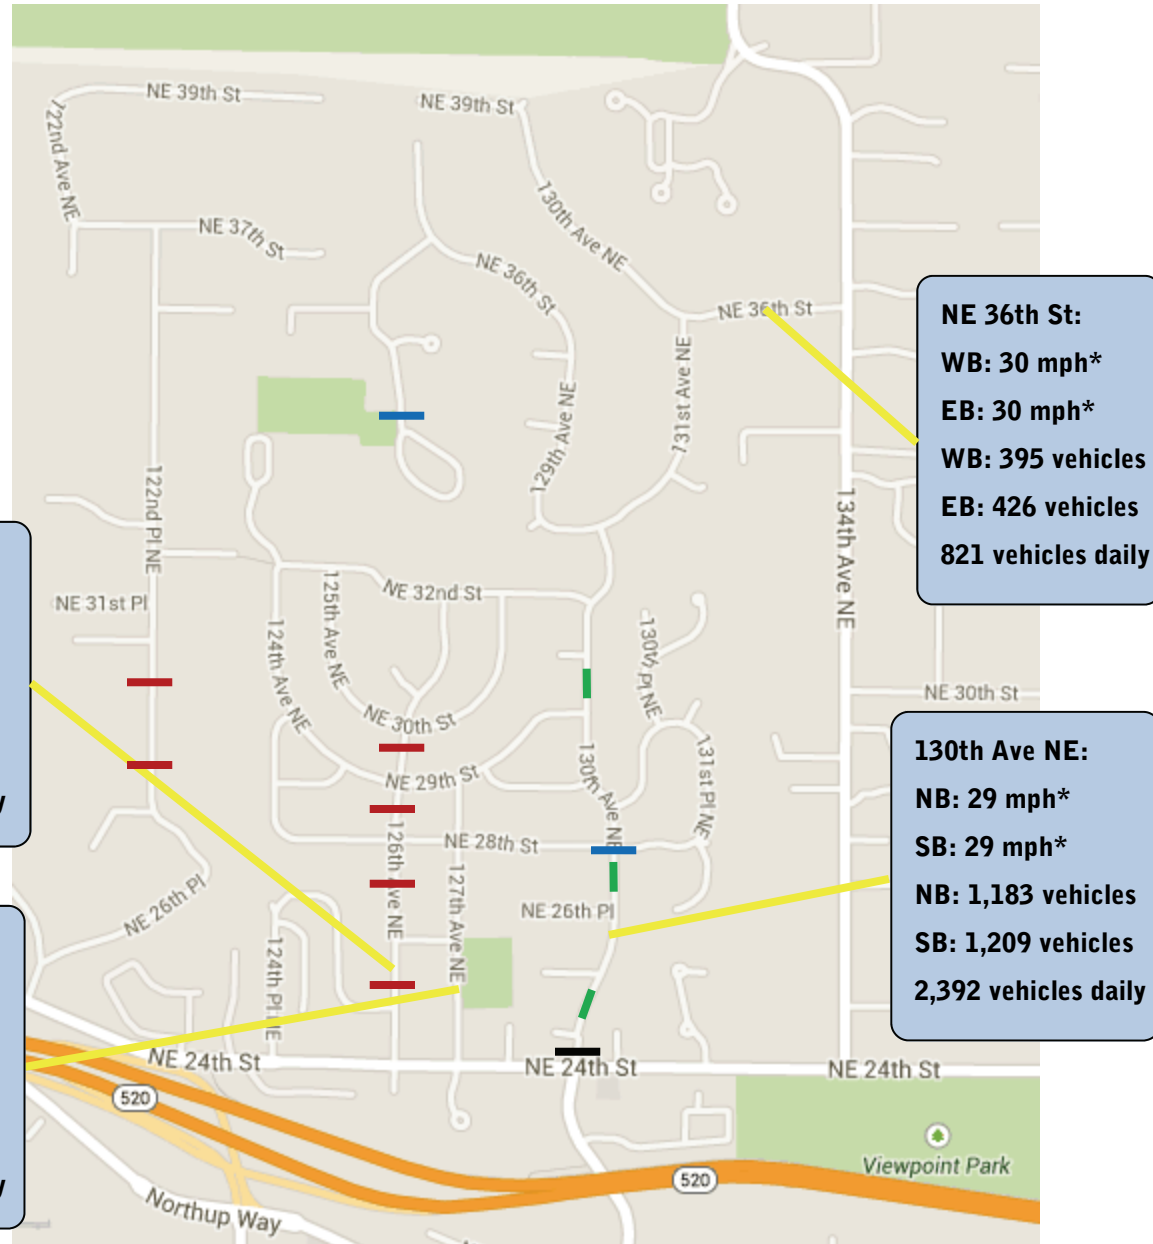 NE 39th St
NE 39th St
122nd Ave NE
130th Ave NE
NE 37th St
NE 36th St
NE 36th St
131st Ave NE
129th Ave NE
122nd Pl NE
134th Ave NE
NE 31st Pl
125th Ave NE
NE 32nd St
124th Ave NE
130th Pl NE
NE 30th St
NE 30th St
131st Pl NE
130th Ave NE
NE 29th St
NE 28th St
126th Ave NE
127th Ave NE
NE 26th Pl
NE 26th Pl
124th Pl NE
NE 24th St
NE 24th St
NE 24th St
520
520
Viewpoint Park
Northup Way
NE 36th St:
WB: 30 mph*
EB: 30 mph*
WB: 395 vehicles
EB: 426 vehicles
821 vehicles daily
130th Ave NE:
NB: 29 mph*
SB: 29 mph*
NB: 1,183 vehicles
SB: 1,209 vehicles
2,392 vehicles daily
y
y